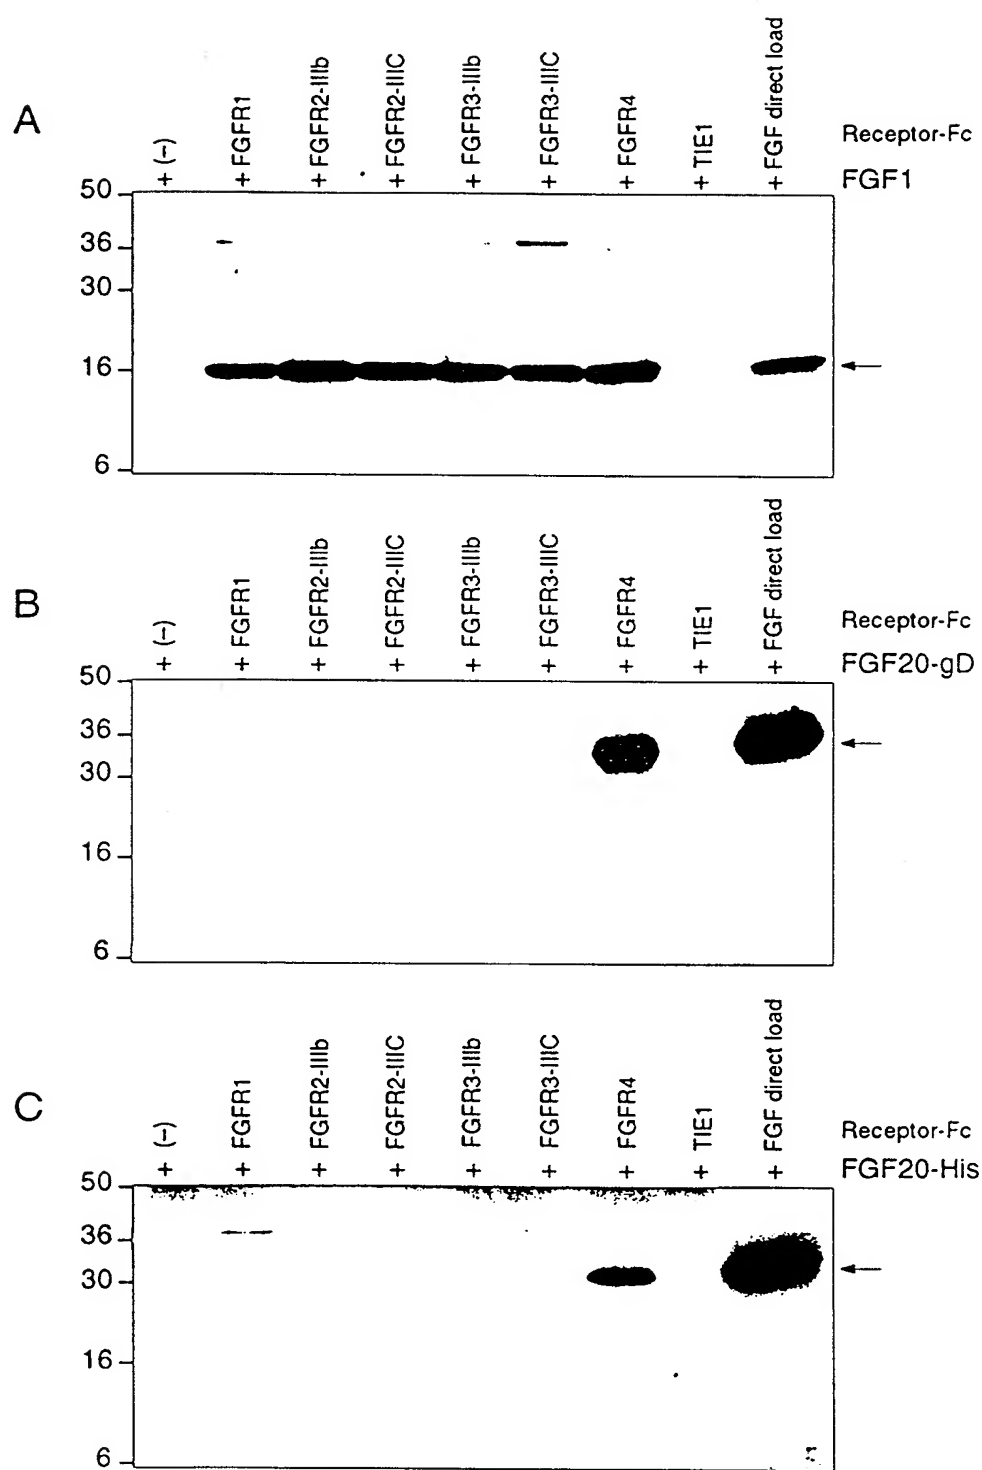 A
+ (–)
+ FGFR1
+ FGFR2-IIIb
+ FGFR2-IIIC
+ FGFR3-IIIb
+ FGFR3-IIIC
+ FGFR4
+ TIE1
+ FGF direct load
Receptor-Fc
FGF1
50
36
30
16
6
B
+ (–)
+ FGFR1
+ FGFR2-IIIb
+ FGFR2-IIIC
+ FGFR3-IIIb
+ FGFR3-IIIC
+ FGFR4
+ TIE1
+ FGF direct load
Receptor-Fc
FGF20-gD
50
36
30
16
6
C
+ (–)
+ FGFR1
+ FGFR2-IIIb
+ FGFR2-IIIC
+ FGFR3-IIIb
+ FGFR3-IIIC
+ FGFR4
+ TIE1
+ FGF direct load
Receptor-Fc
FGF20-His
50
36
30
16
6